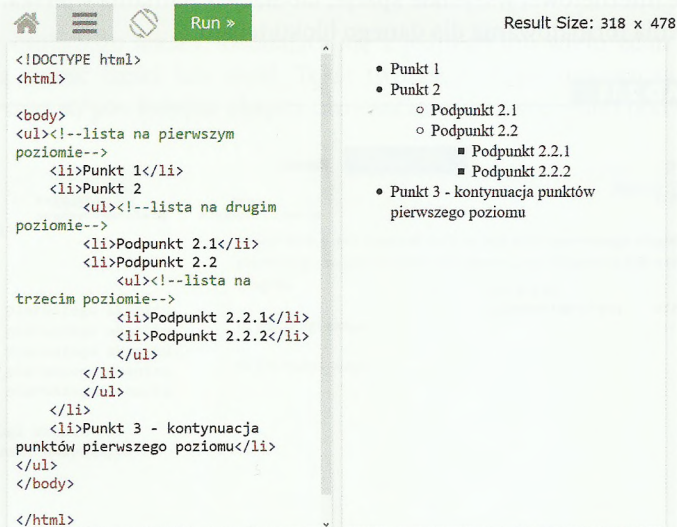 Run »
Result Size: 318 x 478
<!DOCTYPE html>
<html>
<body>
<ul><!--lista na pierwszym
poziomie-->
<li>Punkt 1</li>
<li>Punkt 2
<ul><!--lista na drugim
poziomie-->
<li>Podpunkt 2.1</li>
<li>Podpunkt 2.2
<ul><!--lista na
trzecim poziomie-->
<li>Podpunkt 2.2.1</li>
<li>Podpunkt 2.2.2</li>
</ul>
</li>
</ul>
</li>
<li>Punkt 3 - kontynuacja
punktów pierwszego poziomu</li>
</ul>
</body>
</html>
Punkt 1
Punkt 2
Podpunkt 2.1
Podpunkt 2.2
Podpunkt 2.2.1
Podpunkt 2.2.2
Punkt 3 - kontynuacja punktów
pierwszego poziomu